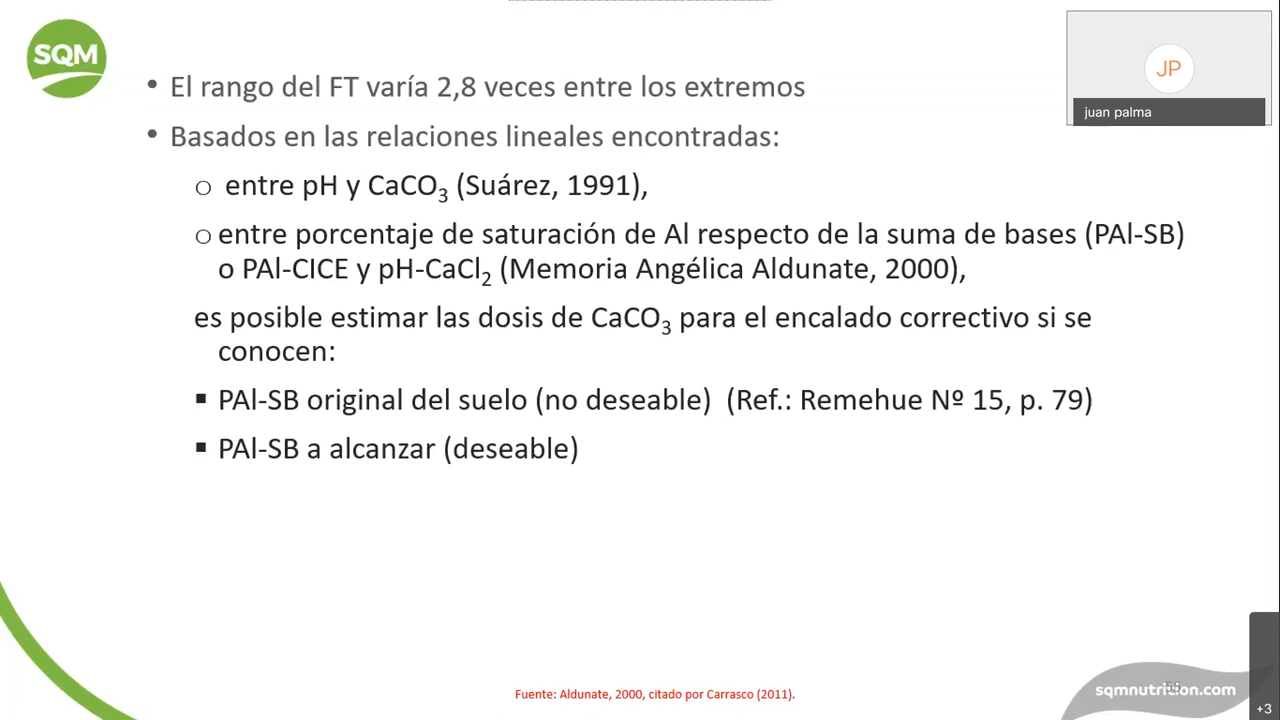 SQM
JP
juan palma
• El rango del FT varía 2,8 veces entre los extremos
• Basados en las relaciones lineales encontradas:
o entre pH y CaCO3 (Suárez, 1991),
o entre porcentaje de saturación de Al respecto de la suma de bases (PAl-SB)
o PAl-CICE y pH-CaCl2 (Memoria Angélica Aldunate, 2000),
es posible estimar las dosis de CaCO3 para el encalado correctivo si se
conocen:
▪ PAl-SB original del suelo (no deseable) (Ref.: Remehue Nº 15, p. 79)
▪ PAl-SB a alcanzar (deseable)
Fuente: Aldunate, 2000, citado por Carrasco (2011).
sqmnutrition.com
+3